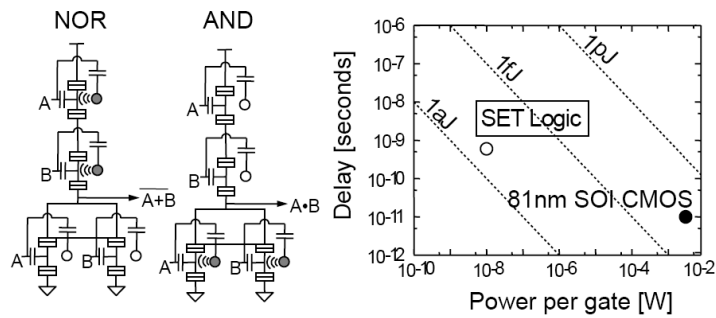 NOR
AND
A
B
A+B
A
B
A
B
A•B
A
B
Delay [seconds]
10-6
10-7
10-8
10-9
10-10
10-11
10-12
1aJ
1fJ
1pJ
SET Logic
81nm SOI CMOS
10-10
10-8
10-6
10-4
10-2
Power per gate [W]